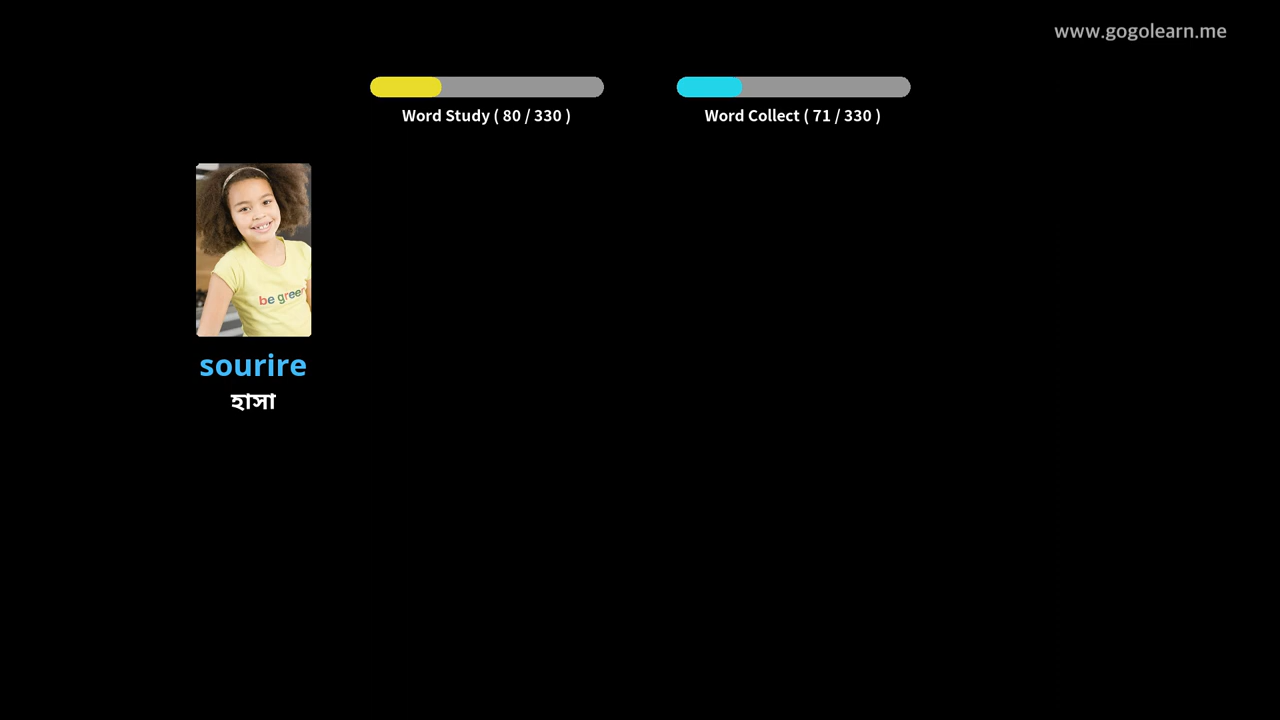 www.gogolearn.me
Word Study ( 80 / 330 )
Word Collect ( 71 / 330 )
be green
sourire
হাসা